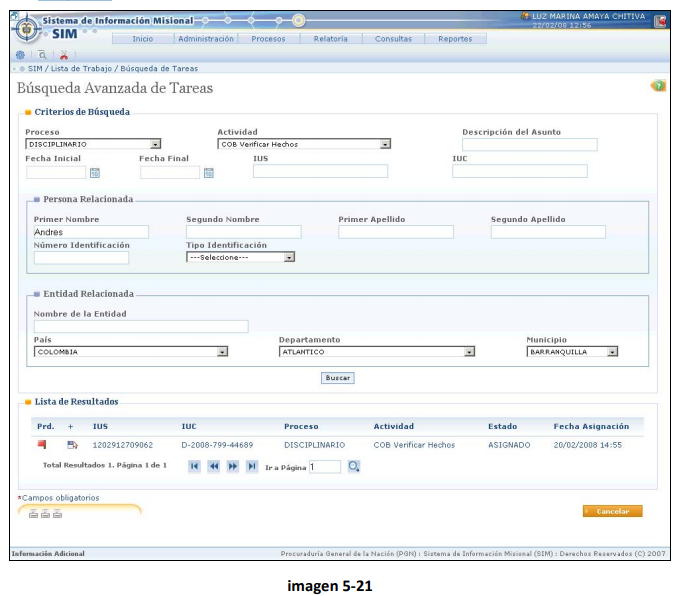 Sistema de Información Misional
SIM
LUZ MARINA AMAYA CHITIVA
22/02/08 12:56
Inicio Administración Procesos Relatoría Consultas Reportes
SIM / Lista de Trabajo / Búsqueda de Tareas
Búsqueda Avanzada de Tareas
Criterios de Búsqueda
Proceso Actividad Descripción del Asunto
DISCIPLINARIO COB Verificar Hechos
Fecha Inicial Fecha Final IUS IUC
Persona Relacionada
Primer Nombre Segundo Nombre Primer Apellido Segundo Apellido
Andres
Número Identificación Tipo Identificación
---Seleccione---
Entidad Relacionada
Nombre de la Entidad
País Departamento Municipio
COLOMBIA ATLANTICO BARRANQUILLA
Buscar
Lista de Resultados
Prd. + IUS IUC Proceso Actividad Estado Fecha Asignación
1202912709062 D-2008-799-44689 DISCIPLINARIO COB Verificar Hechos ASIGNADO 20/02/2008 14:55
Total Resultados 1. Página 1 de 1 Ir a Página 1
*Campos obligatorios
Cancelar
Información Adicional Procuraduría General de la Nación (PGN) : Sistema de Información Misional (SIM) : Derechos Reservados (C) 2007
imagen 5-21